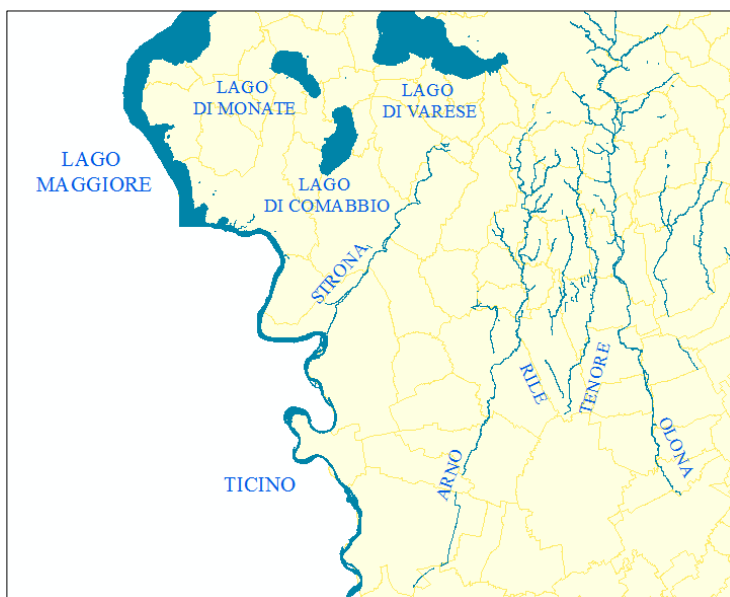 LAGO
DI MONATE
LAGO
DI VARESE
LAGO
MAGGIORE
LAGO
DI COMABBIO
STRONA
RILE
TENORE
OLONA
ARNO
TICINO